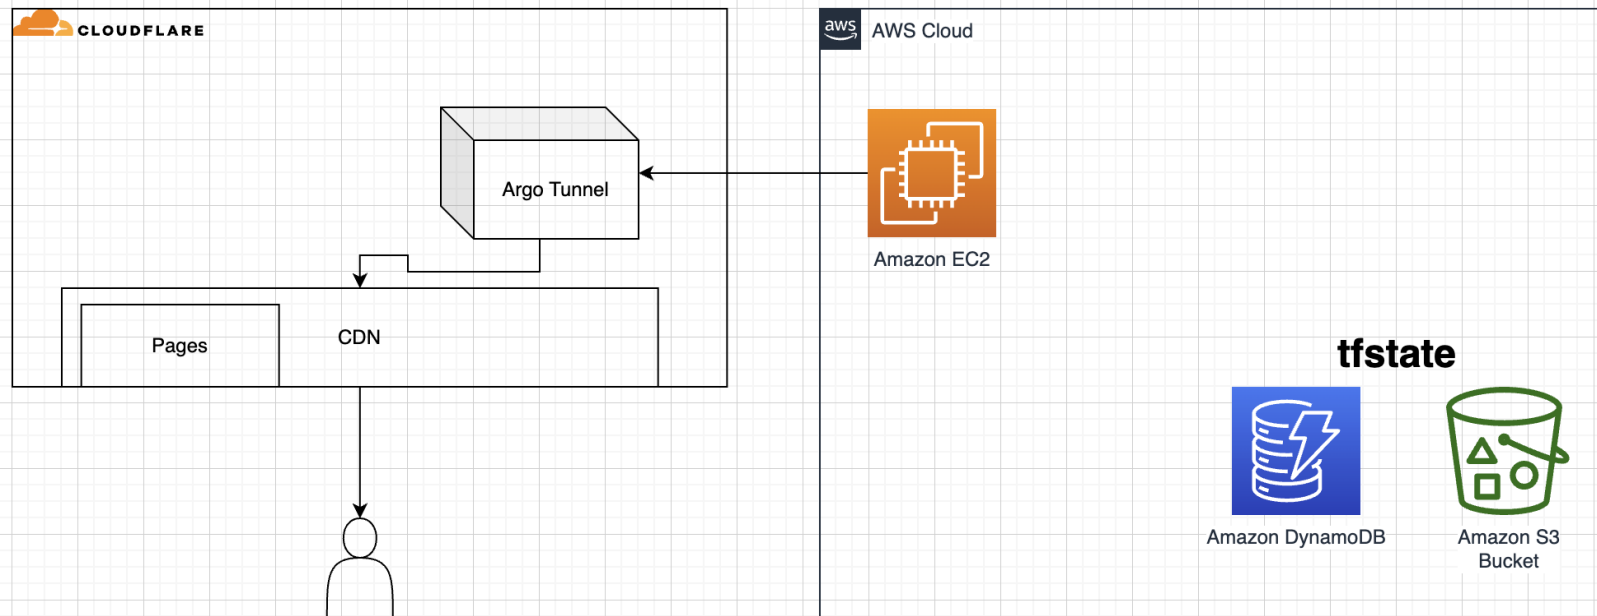 CLOUDFLARE
aws
AWS Cloud
Argo Tunnel
Amazon EC2
Pages
CDN
tfstate
Amazon DynamoDB
Amazon S3
Bucket